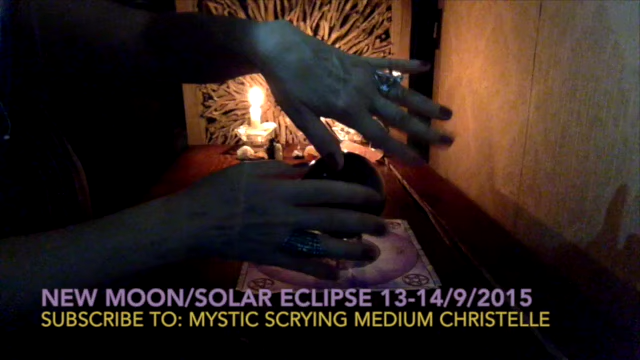 NEW MOON/SOLAR ECLIPSE 13-14/9/2015
SUBSCRIBE TO: MYSTIC SCRYING MEDIUM CHRISTELLE